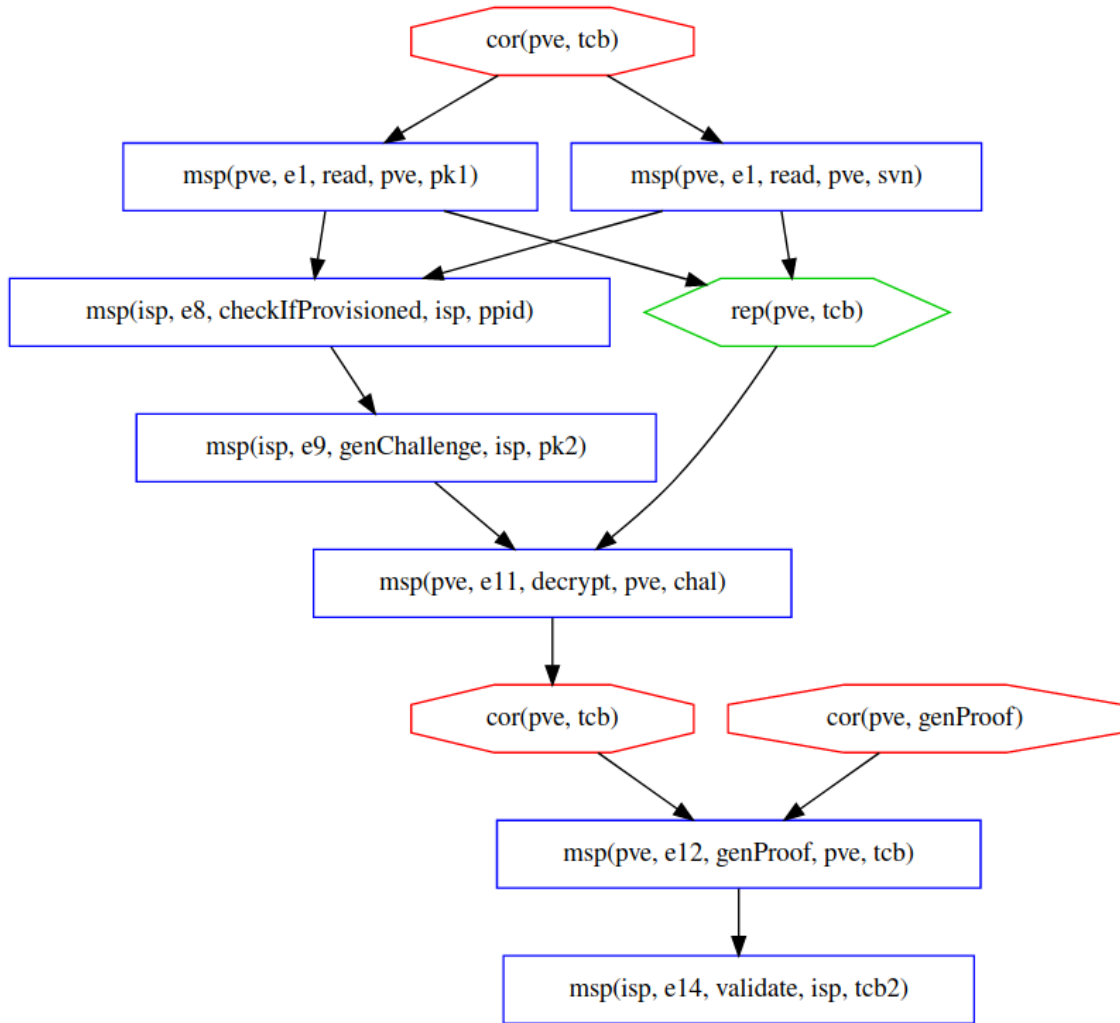 cor(pve, tcb)
msp(pve, e1, read, pve, pk1)
msp(pve, e1, read, pve, svn)
msp(isp, e8, checkIfProvisioned, isp, ppid)
rep(pve, tcb)
msp(isp, e9, genChallenge, isp, pk2)
msp(pve, e11, decrypt, pve, chal)
cor(pve, tcb)
cor(pve, genProof)
msp(pve, e12, genProof, pve, tcb)
msp(isp, e14, validate, isp, tcb2)